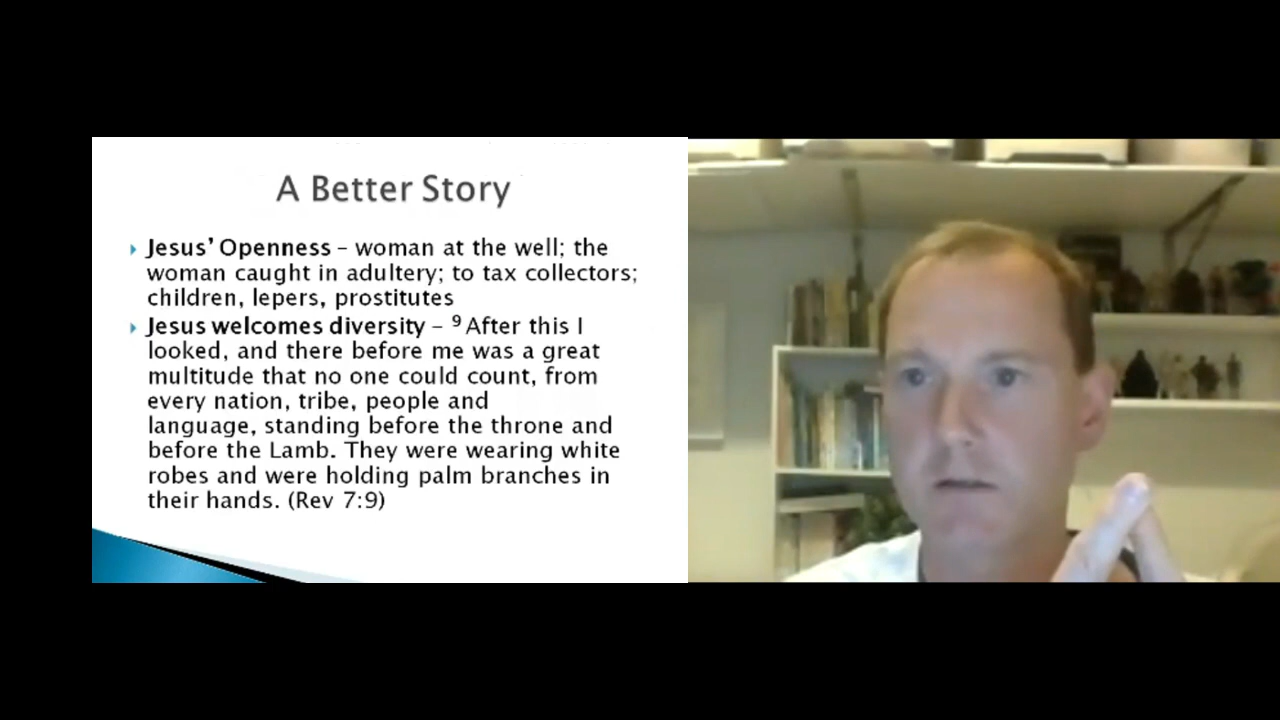 A Better Story
Jesus' Openness – woman at the well; the
woman caught in adultery; to tax collectors;
children, lepers, prostitutes
Jesus welcomes diversity – ⁹ After this I
looked, and there before me was a great
multitude that no one could count, from
every nation, tribe, people and
language, standing before the throne and
before the Lamb. They were wearing white
robes and were holding palm branches in
their hands. (Rev 7:9)